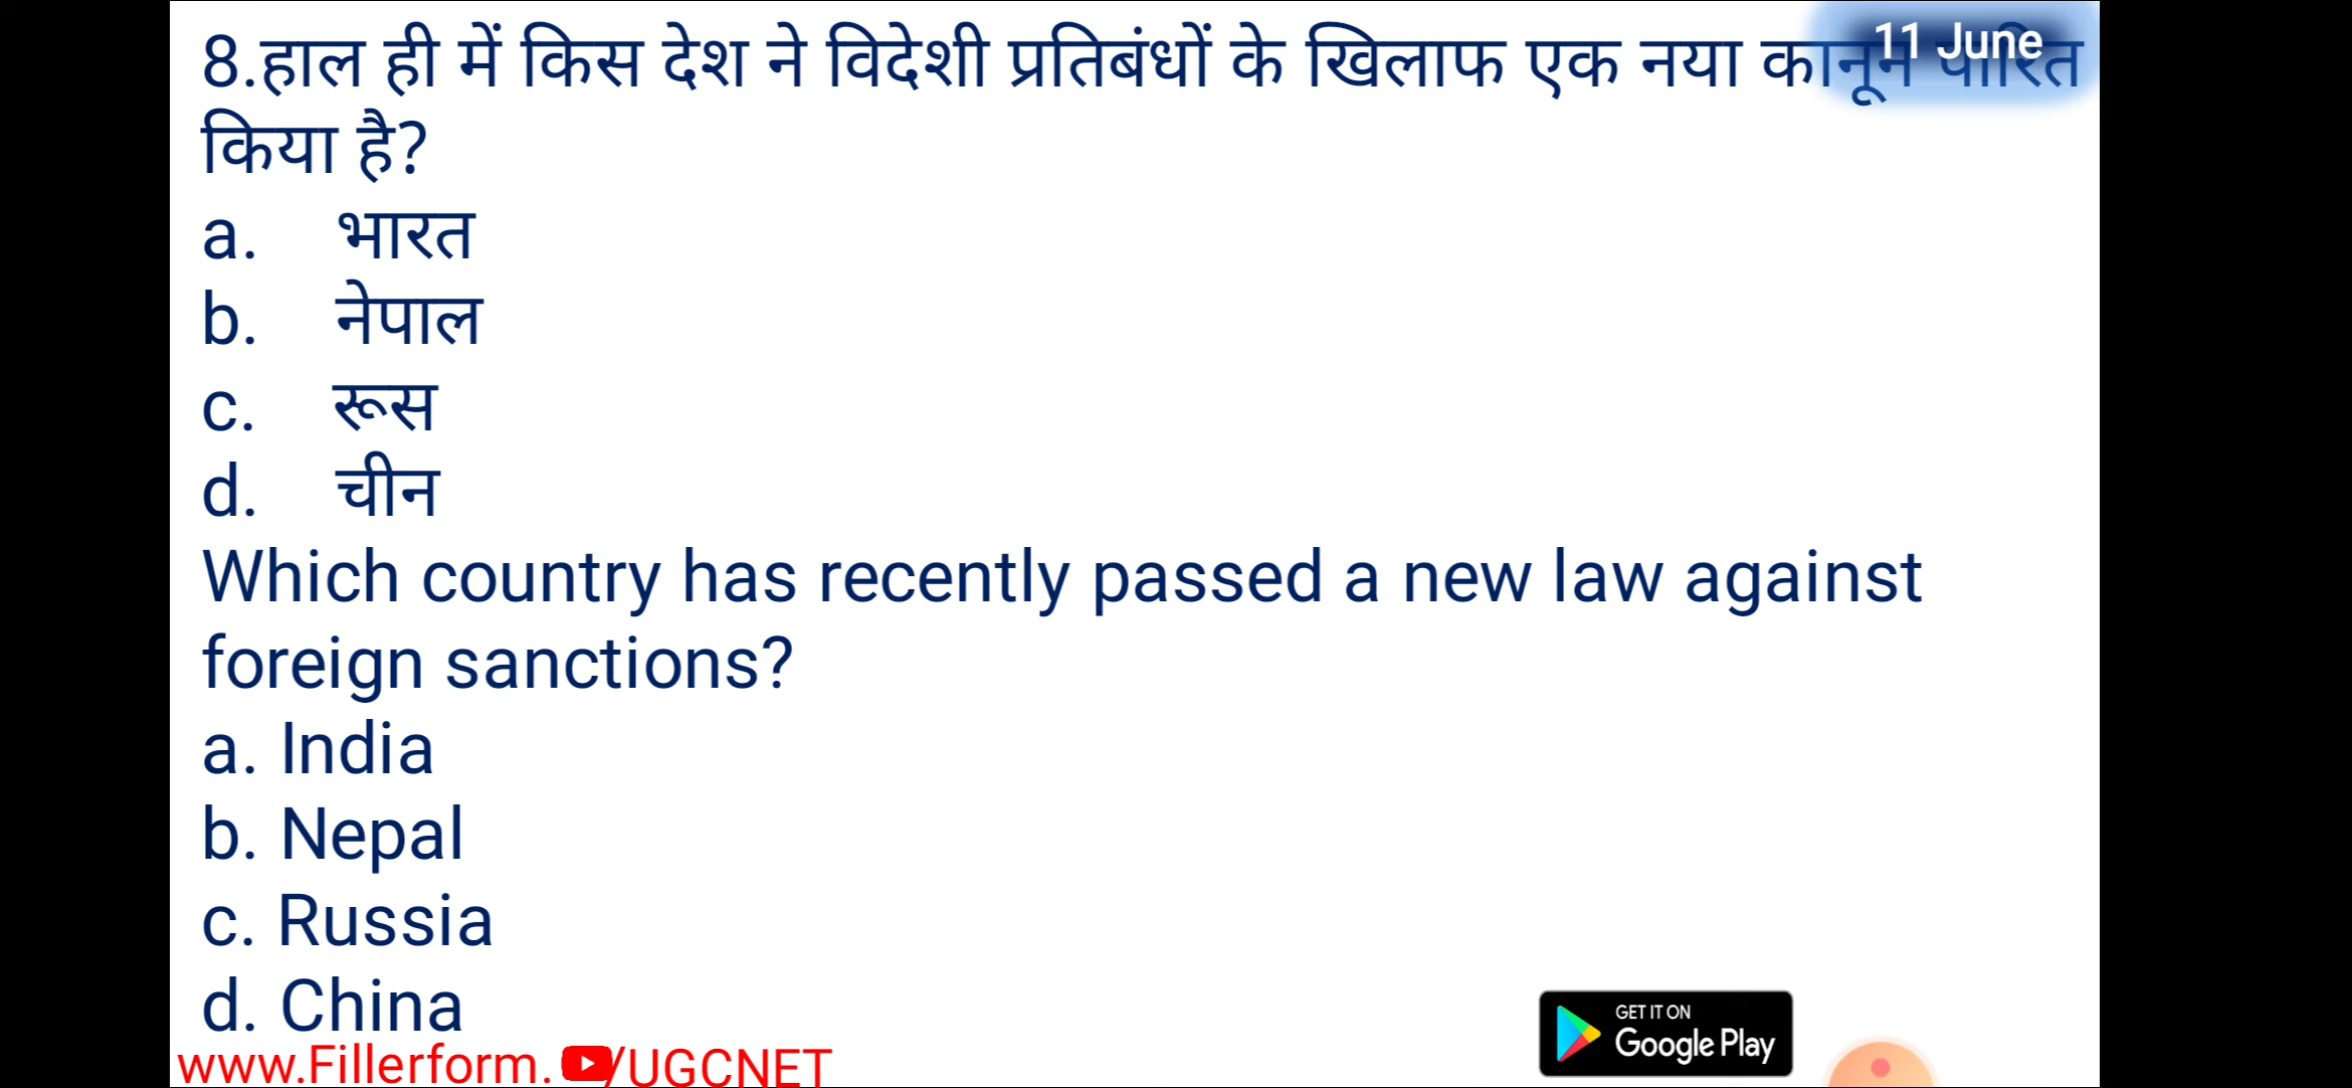 8.हाल ही में किस देश ने विदेशी प्रतिबंधों के खिलाफ एक नया कानून पारित
11 June
किया है?
a. भारत
b. नेपाल
c. रूस
d. चीन
Which country has recently passed a new law against
foreign sanctions?
a. India
b. Nepal
c. Russia
d. China
GET IT ON
Google Play
www.Fillerform. /UGCNET